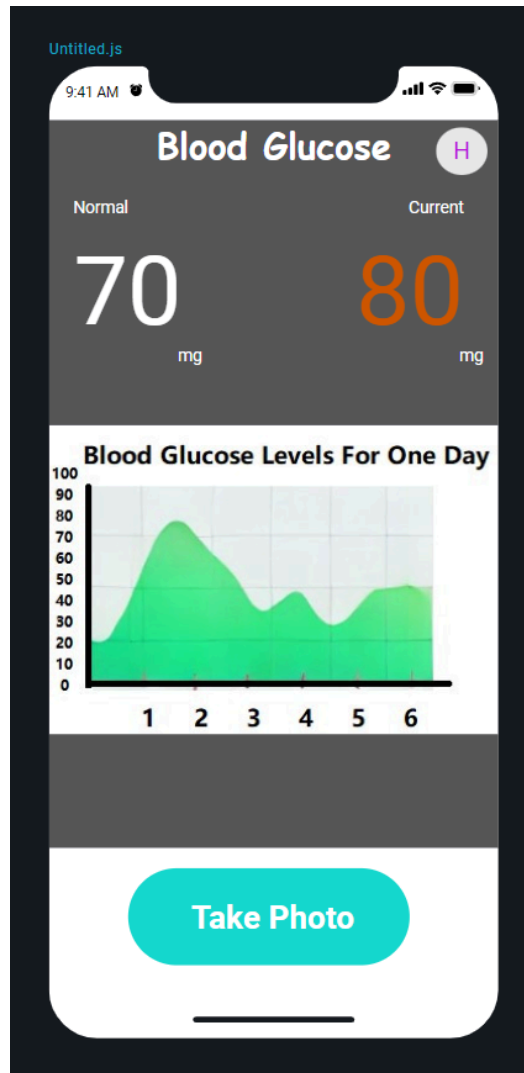 Untitled.js
9:41 AM
Blood Glucose
H
Normal Current
70 80
mg mg
Blood Glucose Levels For One Day
100
90
80
70
60
50
40
30
20
10
0
1 2 3 4 5 6
Take Photo